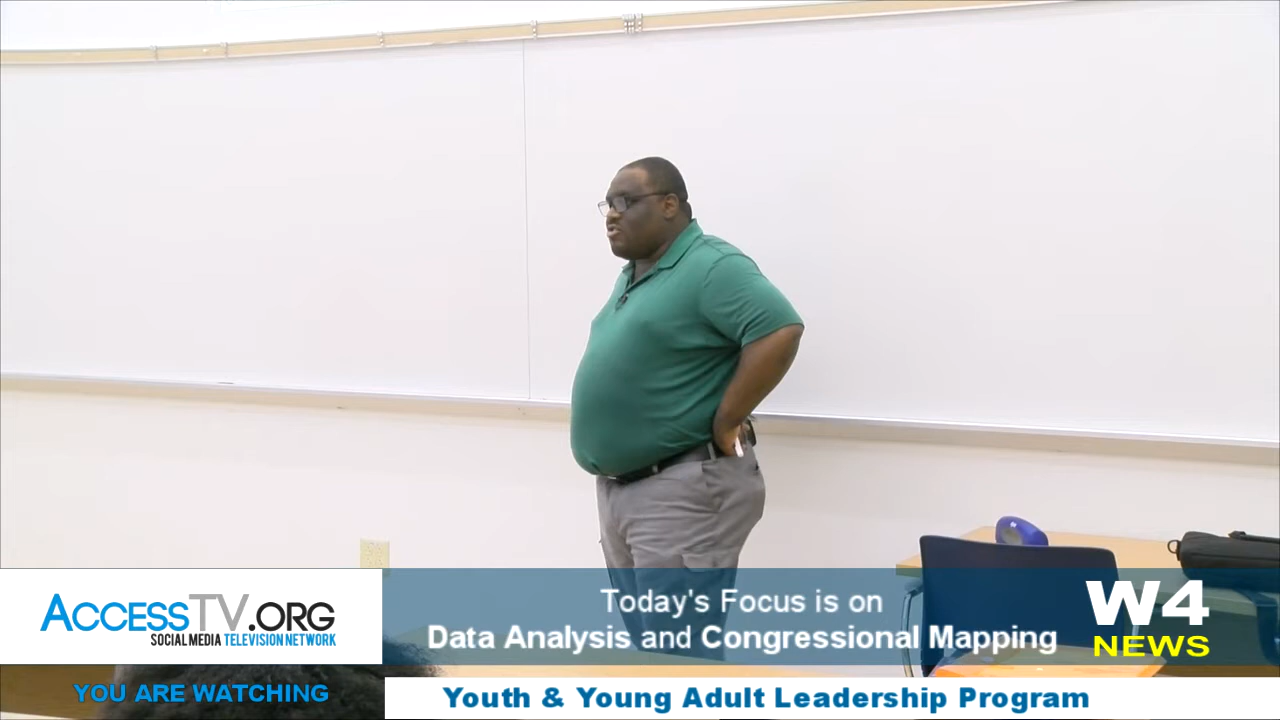 ACCESSTV.ORG
SOCIAL MEDIA TELEVISION NETWORK
Today's Focus is on
Data Analysis and Congressional Mapping
W4
NEWS
YOU ARE WATCHING
Youth & Young Adult Leadership Program